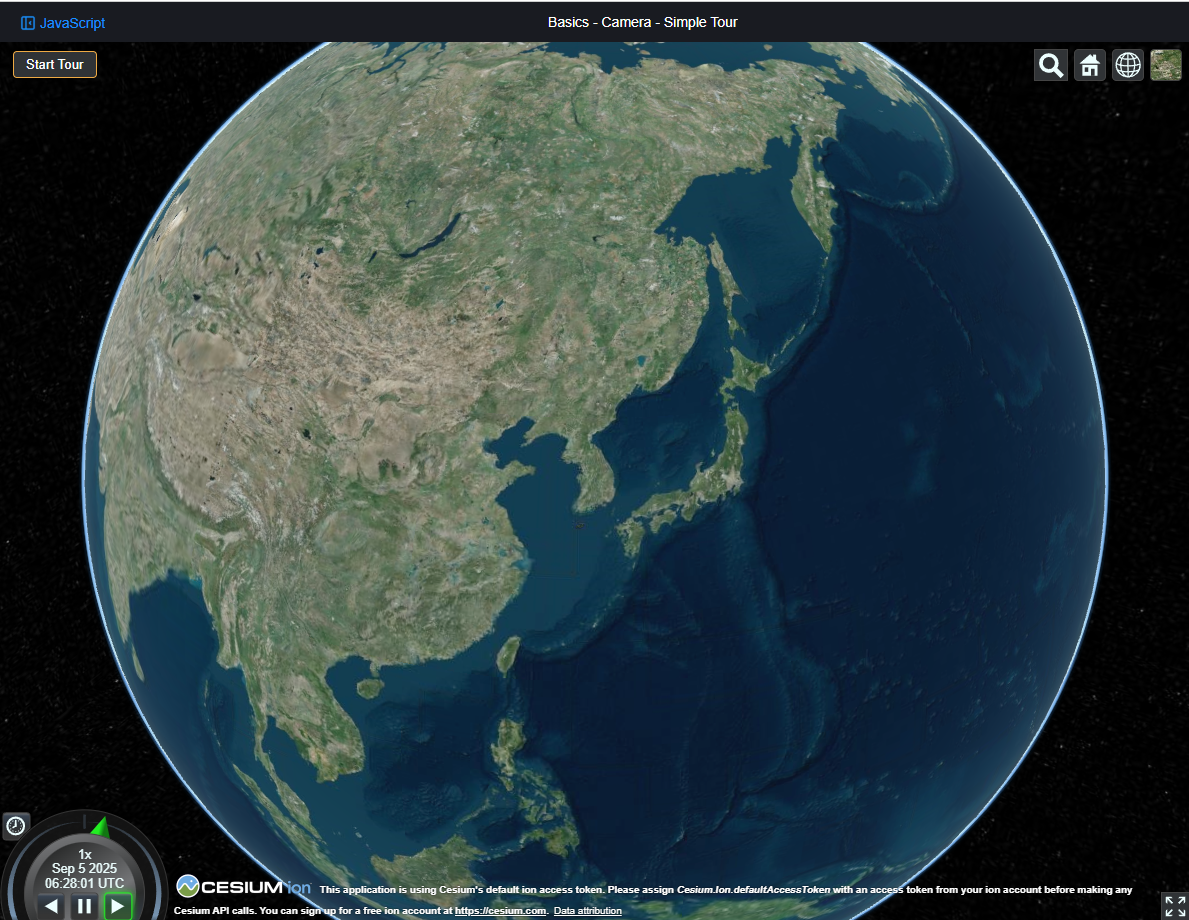 JavaScript
Basics - Camera - Simple Tour
Start Tour
1x
Sep 5 2025
06:28:01 UTC
CESIUM ion This application is using Cesium's default ion access token. Please assign Cesium.Ion.defaultAccessToken with an access token from your ion account before making any
Cesium API calls. You can sign up for a free ion account at https://cesium.com. Data attribution